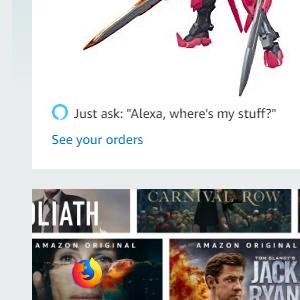 Just ask: "Alexa, where's my stuff?"
See your orders
LIATH
CARNIVAL ROW
AMAZON ORIGINAL
AMAZON ORIGINAL
TOM CLANCY'S
JACK
RYAN